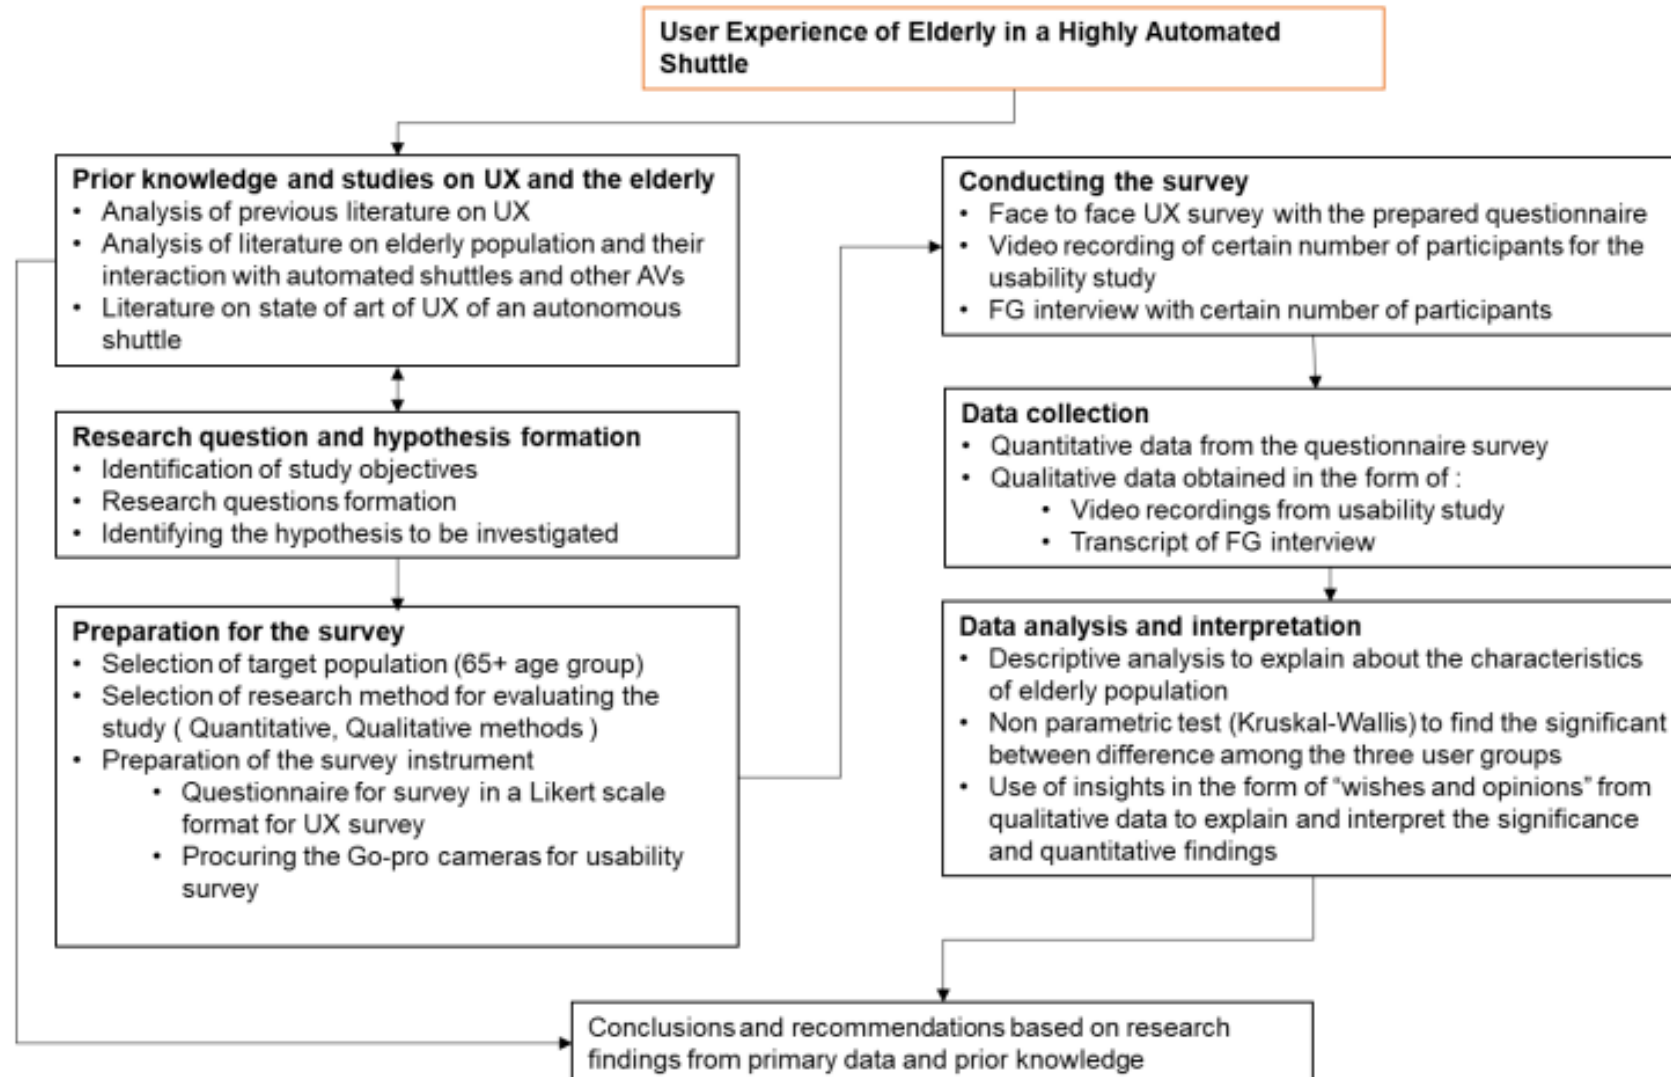 User Experience of Elderly in a Highly Automated
Shuttle
Prior knowledge and studies on UX and the elderly
• Analysis of previous literature on UX
• Analysis of literature on elderly population and their
interaction with automated shuttles and other AVs
• Literature on state of art of UX of an autonomous
shuttle
Research question and hypothesis formation
• Identification of study objectives
• Research questions formation
• Identifying the hypothesis to be investigated
Preparation for the survey
• Selection of target population (65+ age group)
• Selection of research method for evaluating the
study ( Quantitative, Qualitative methods )
• Preparation of the survey instrument
• Questionnaire for survey in a Likert scale
format for UX survey
• Procuring the Go-pro cameras for usability
survey
Conducting the survey
• Face to face UX survey with the prepared questionnaire
• Video recording of certain number of participants for the
usability study
• FG interview with certain number of participants
Data collection
• Quantitative data from the questionnaire survey
• Qualitative data obtained in the form of :
• Video recordings from usability study
• Transcript of FG interview
Data analysis and interpretation
• Descriptive analysis to explain about the characteristics
of elderly population
• Non parametric test (Kruskal-Wallis) to find the significant
between difference among the three user groups
• Use of insights in the form of “wishes and opinions” from
qualitative data to explain and interpret the significance
and quantitative findings
Conclusions and recommendations based on research
findings from primary data and prior knowledge